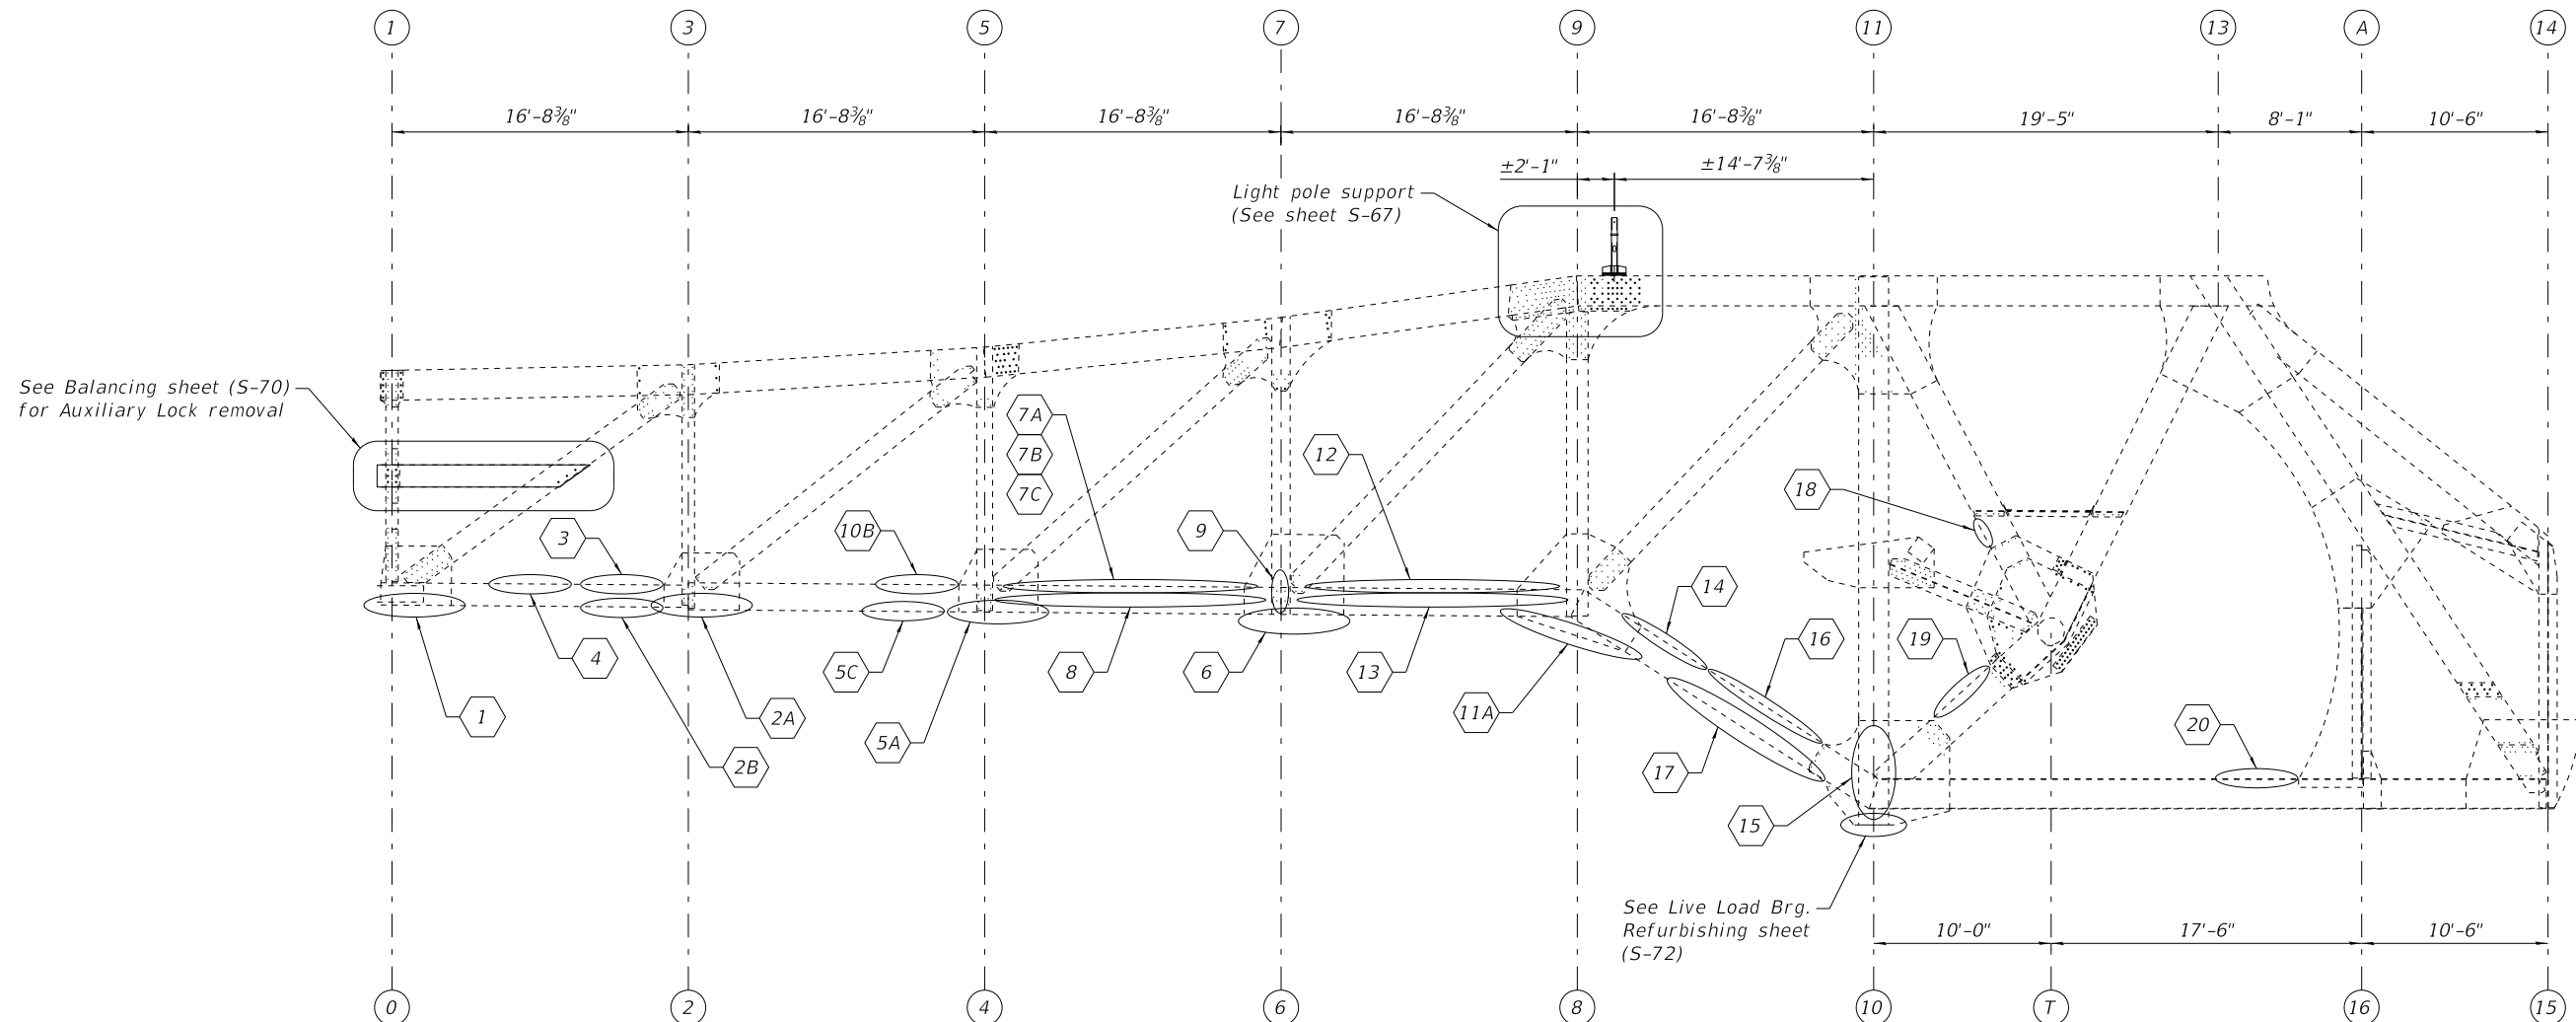 1 3 5 7 9 11 13 A 14
16'-8⅜" 16'-8⅜" 16'-8⅜" 16'-8⅜" 16'-8⅜" 19'-5" 8'-1" 10'-6"
±2'-1" ±14'-7⅜"
Light pole support
(See sheet S-67)
See Balancing sheet (S-70)
for Auxiliary Lock removal
7A
7B 12
7C 18
3 10B 9
14
4 5C 8 6 13 16 19
1 2A 11A 20
5A
2B 17
15
See Live Load Brg.
Refurbishing sheet
(S-72)
10'-0" 17'-6" 10'-6"
0 2 4 6 8 10 T 16 15